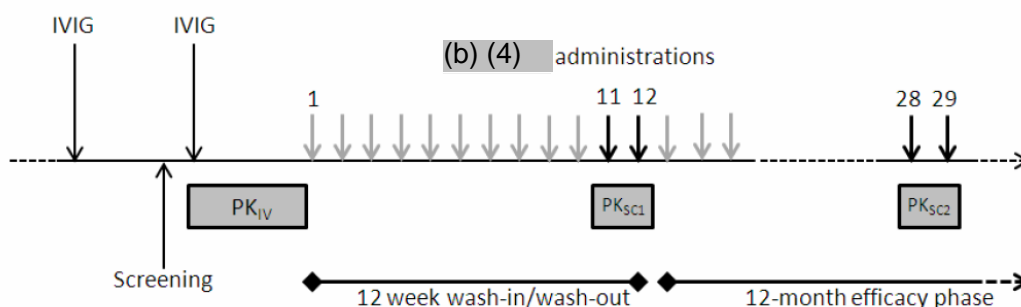 IVIG IVIG
(b) (4) administrations
1 11 12 28 29
PKIV PKSC1 PKSC2
Screening
12 week wash-in/wash-out 12-month efficacy phase